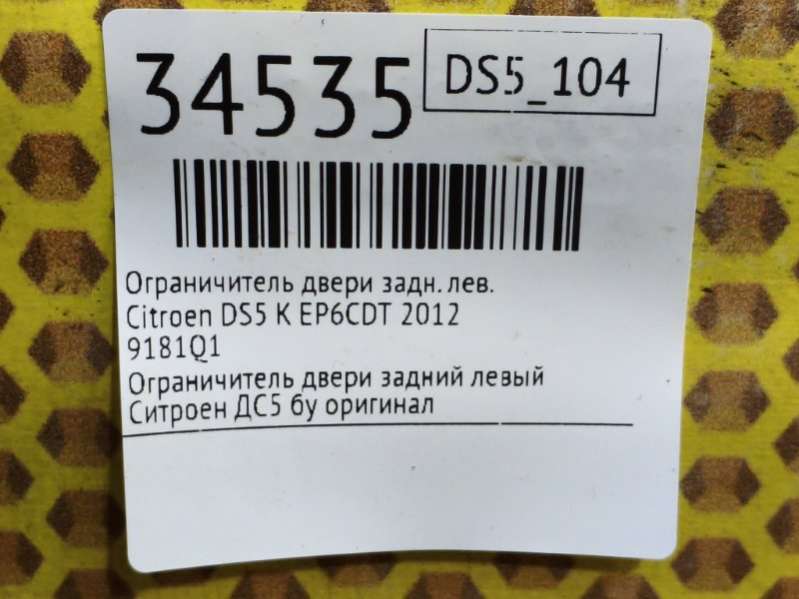 34535
DS5_104
Ограничитель двери задн. лев.
Citroen DS5 K EP6CDT 2012
9181Q1
Ограничитель двери задний левый
Ситроен ДС5 бу оригинал